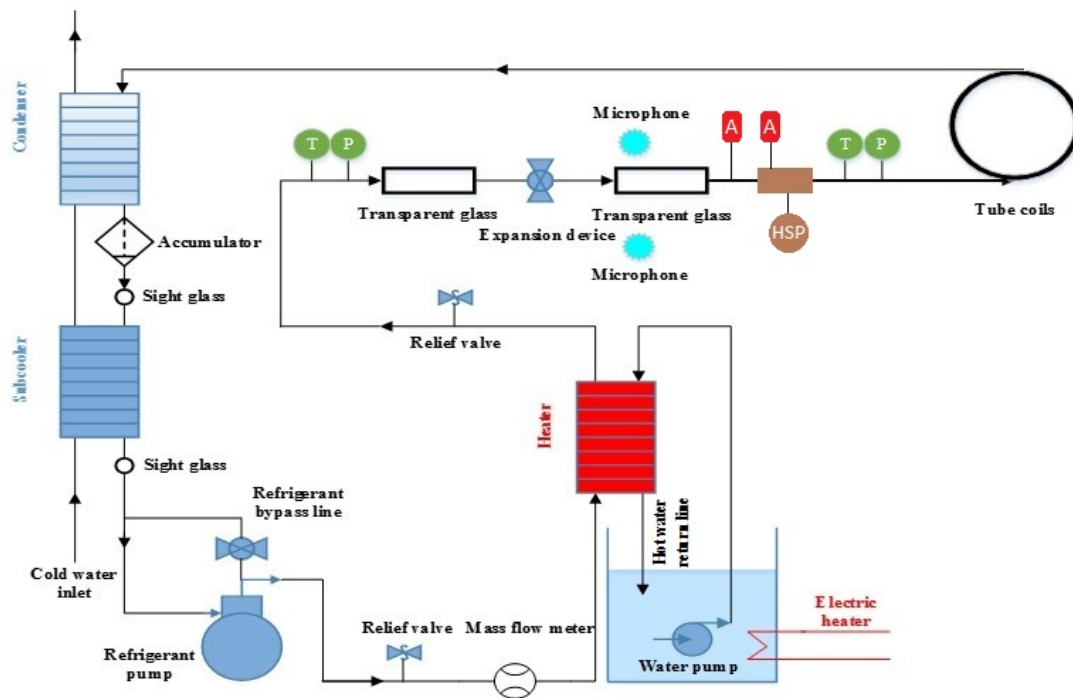 Condenser
Microphone
A
A
T
P
T
P
Transparent glass
Transparent glass
Tube coils
Expansion device
HSP
Accumulator
Microphone
Sight glass
S
Relief valve
Subcooler
Heater
Sight glass
Refrigerant
bypass line
Hot water
return line
Cold water
inlet
Electric
heater
Relief valve
Mass flow meter
S
Refrigerant
pump
Water pump